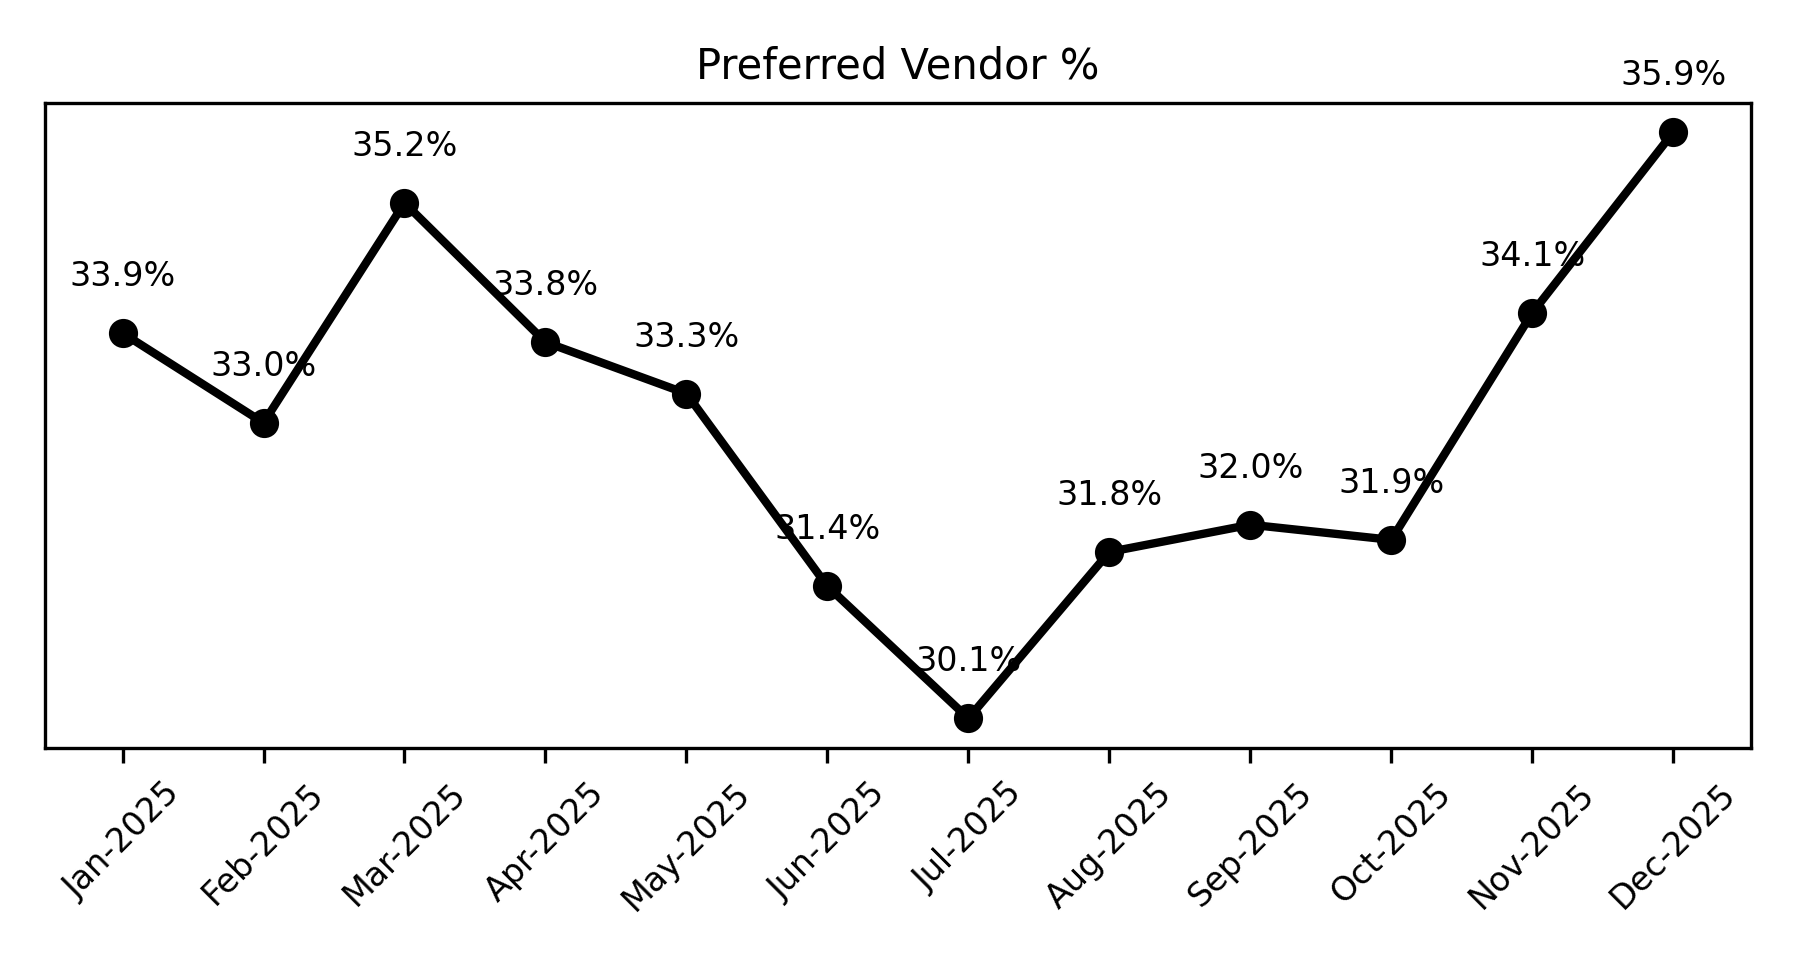 Preferred Vendor %
33.9%
33.0%
35.2%
33.8%
33.3%
31.4%
30.1%
31.8%
32.0%
31.9%
34.1%
35.9%
Jan-2025
Feb-2025
Mar-2025
Apr-2025
May-2025
Jun-2025
Jul-2025
Aug-2025
Sep-2025
Oct-2025
Nov-2025
Dec-2025